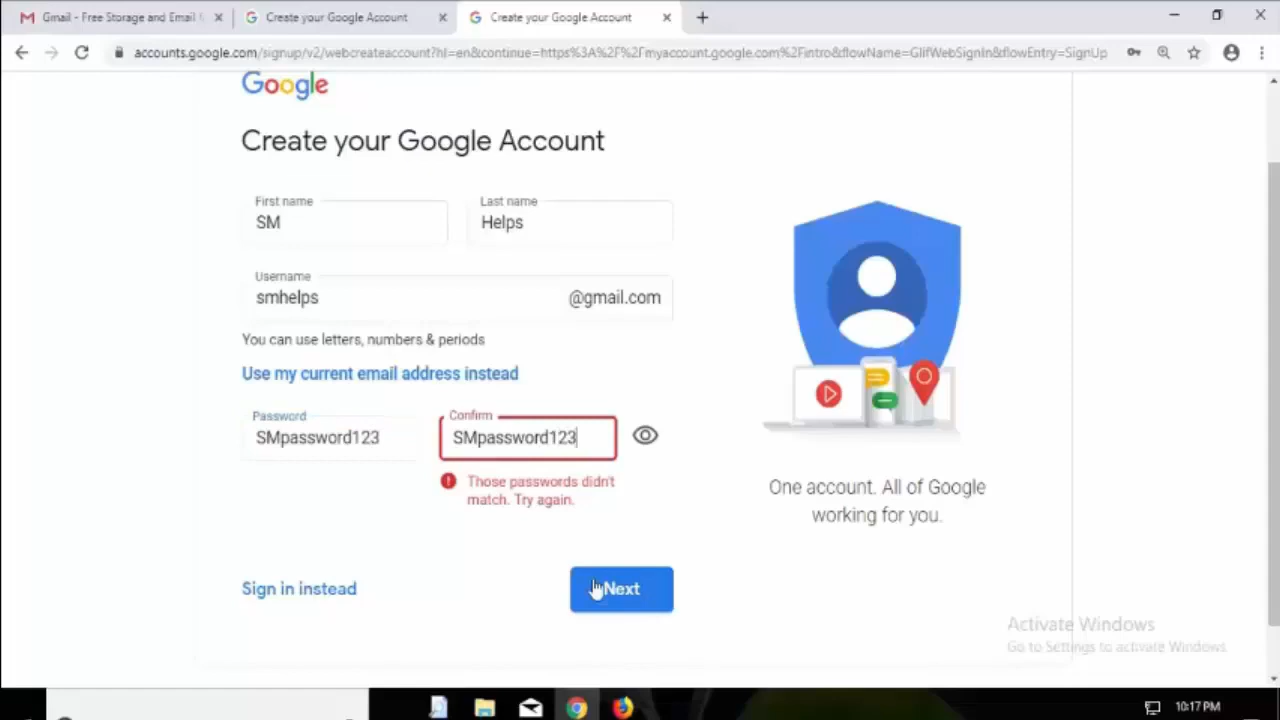 Gmail - Free Storage and Email
Create your Google Account
Create your Google Account
accounts.google.com/signup/v2/webcreateaccount?hl=en&continue=https%3A%2F%2Fmyaccount.google.com%2Fintro&flowName=GlifWebSignIn&flowEntry=SignUp
Google
Create your Google Account
First name
Last name
SM
Helps
Username
smhelps
@gmail.com
You can use letters, numbers & periods
Use my current email address instead
Password
Confirm
SMpassword123
SMpassword123
Those passwords didn't
match. Try again.
One account. All of Google
working for you.
Sign in instead
Next
Activate Windows
Go to Settings to activate Windows.
10:17 PM